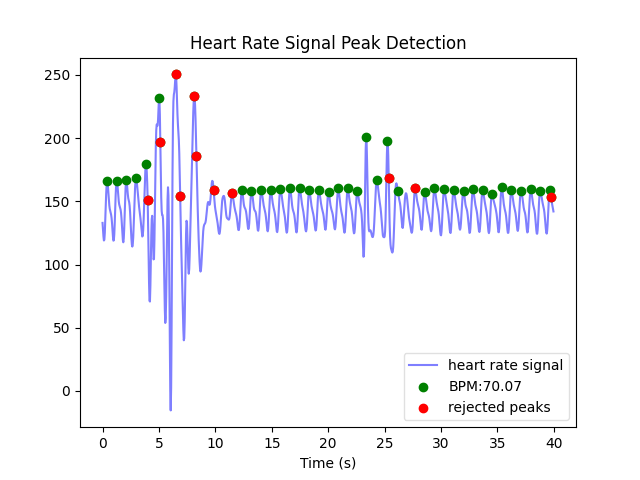 Heart Rate Signal Peak Detection
250
200
150
100
50
0
heart rate signal
BPM:70.07
rejected peaks
0 5 10 15 20 25 30 35 40
Time (s)